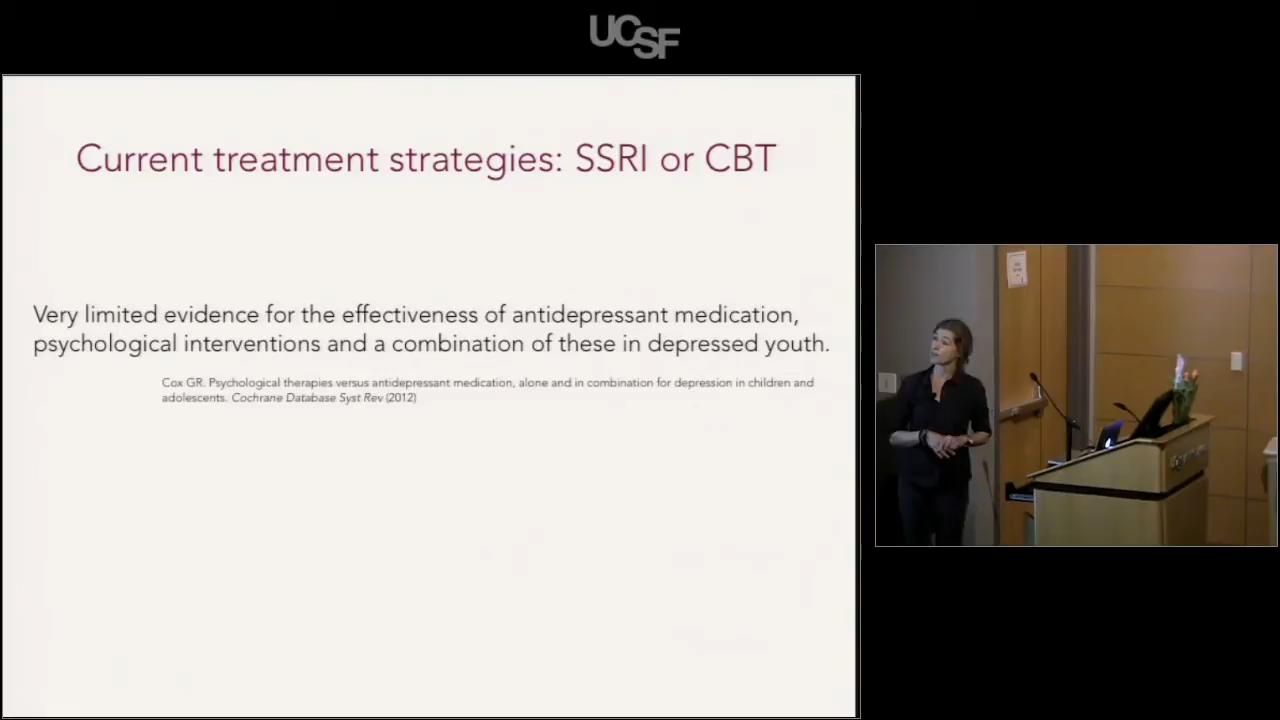 UCSF
Current treatment strategies: SSRI or CBT
Very limited evidence for the effectiveness of antidepressant medication,
psychological interventions and a combination of these in depressed youth.
Cox GR. Psychological therapies versus antidepressant medication, alone and in combination for depression in children and
adolescents. Cochrane Database Syst Rev (2012)